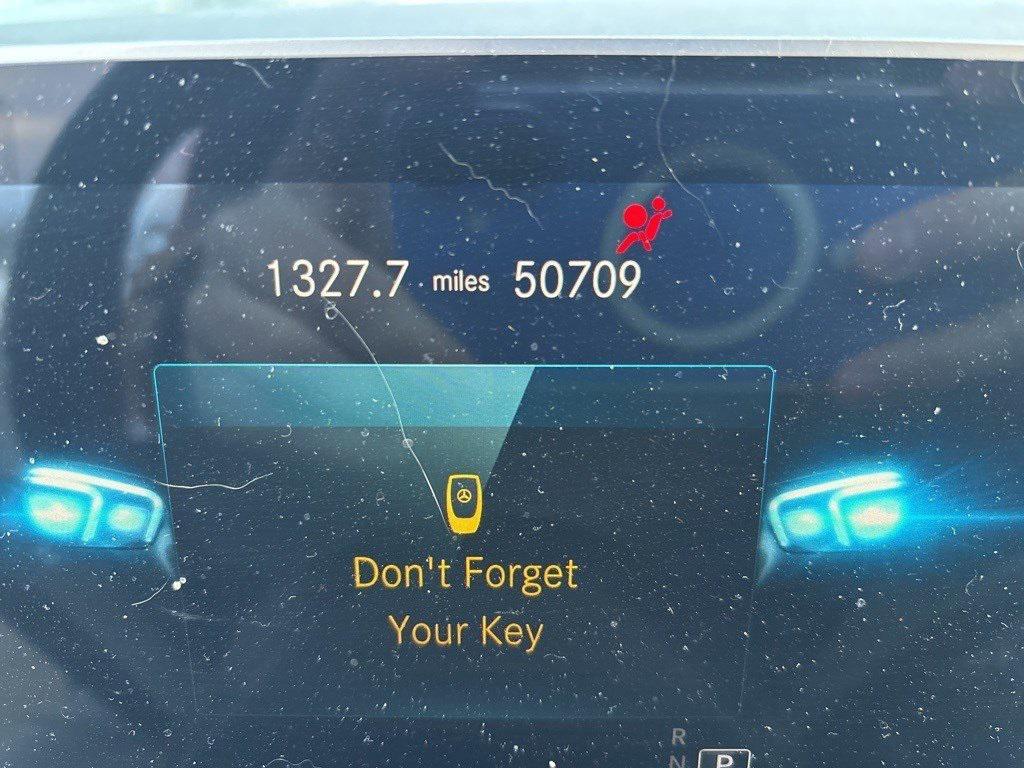 1327.7 miles 50709
Don't Forget
Your Key
R
N P